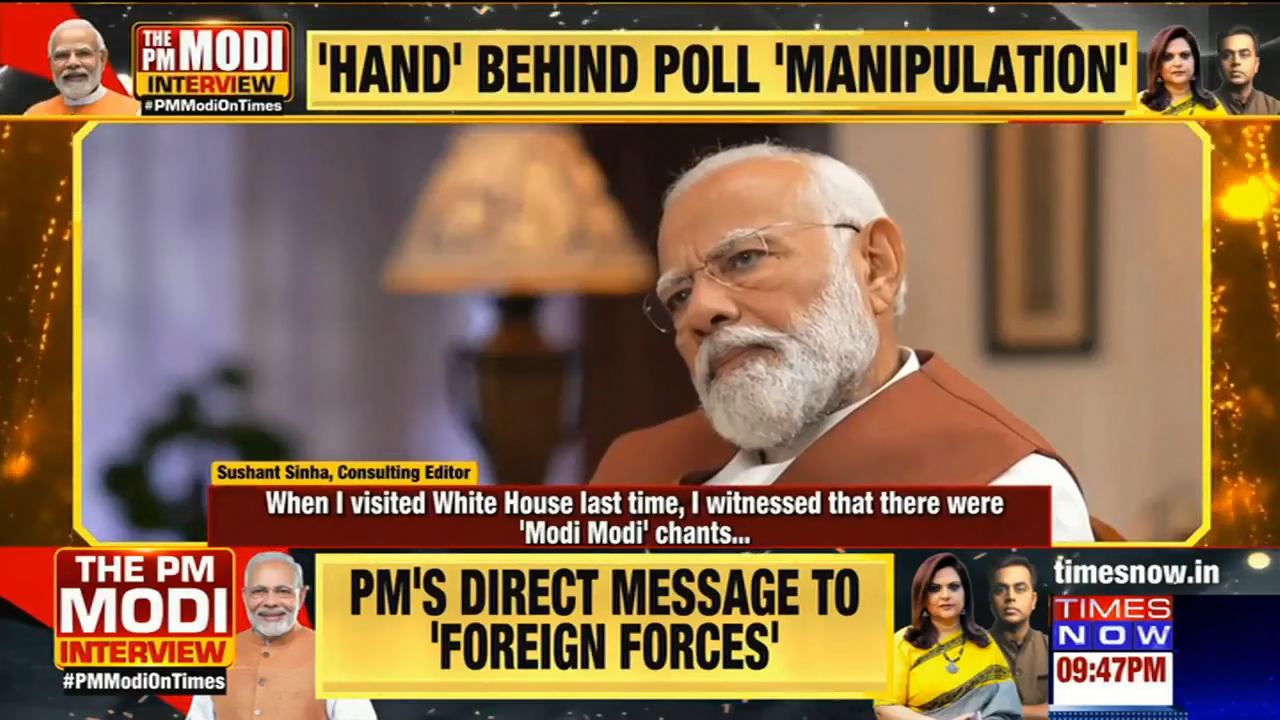 THE PM MODI
INTERVIEW
#PMModiOnTimes
'HAND' BEHIND POLL 'MANIPULATION'
Sushant Sinha, Consulting Editor
When I visited White House last time, I witnessed that there were
'Modi Modi' chants...
THE PM
MODI
INTERVIEW
#PMModiOnTimes
PM'S DIRECT MESSAGE TO
'FOREIGN FORCES'
timesnow.in
TIMES
NOW
09:47PM